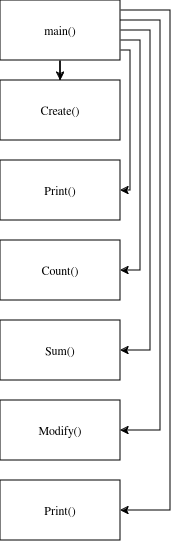 main()
Create()
Print()
Count()
Sum()
Modify()
Print()